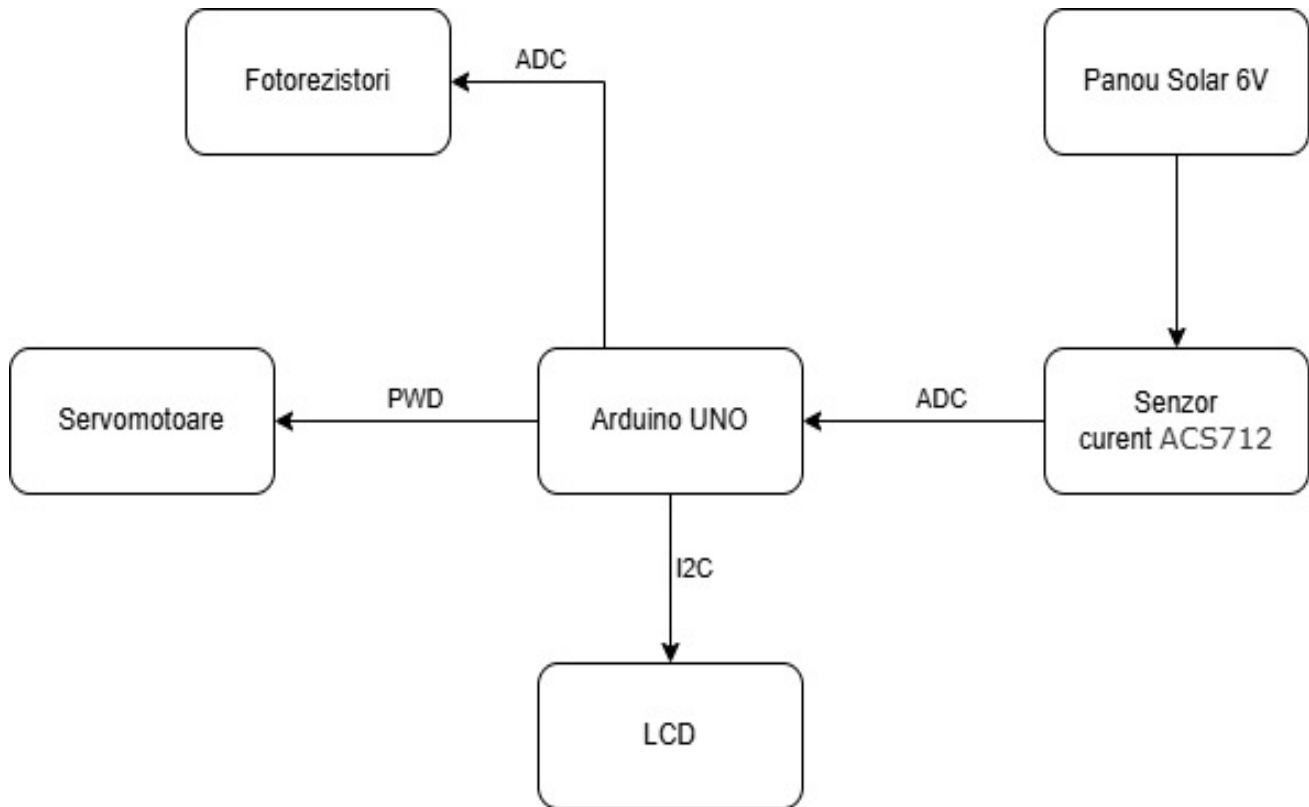 ADC
Fotorezistori
Panou Solar 6V
PWD
ADC
Servomotoare
Arduino UNO
Senzor
curent ACS712
I2C
LCD